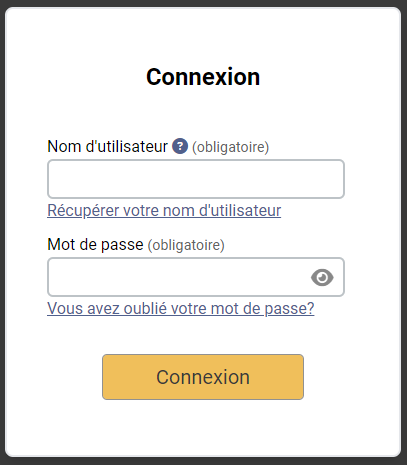 Connexion
Nom d'utilisateur ? (obligatoire)
Récupérer votre nom d'utilisateur
Mot de passe (obligatoire)
Vous avez oublié votre mot de passe?
Connexion